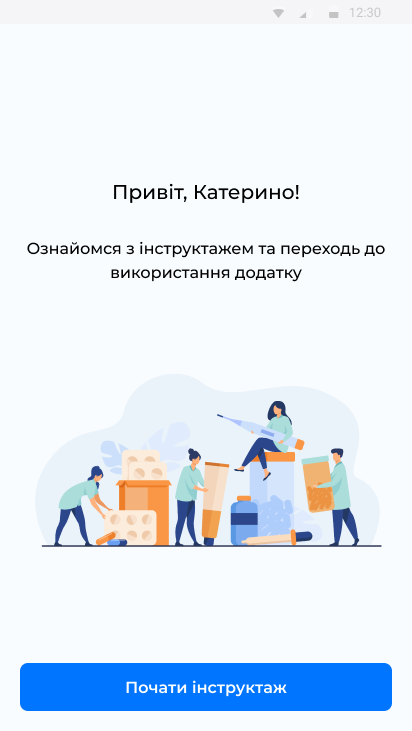 12:30
Привіт, Катерино!
Ознайомся з інструктажем та переходь до
використання додатку
Почати інструктаж